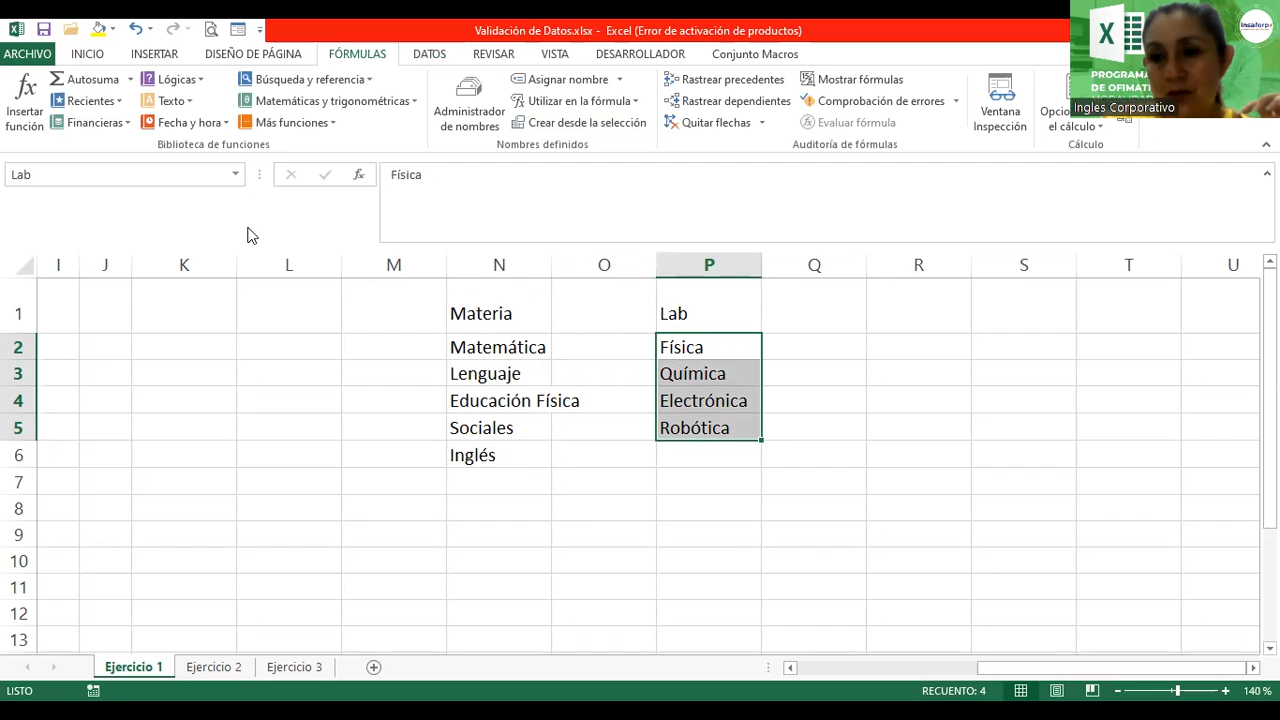 Validación de Datos.xlsx - Excel (Error de activación de productos)
ARCHIVO INICIO INSERTAR DISEÑO DE PÁGINA FÓRMULAS DATOS REVISAR VISTA DESARROLLADOR Conjunto Macros
fx Insertar función
Autosuma
Recientes
Financieras
Lógicas
Texto
Fecha y hora
Búsqueda y referencia
Matemáticas y trigonométricas
Más funciones
Biblioteca de funciones
Administrador de nombres
Asignar nombre
Utilizar en la fórmula
Crear desde la selección
Nombres definidos
Rastrear precedentes
Rastrear dependientes
Quitar flechas
Mostrar fórmulas
Comprobación de errores
Evaluar fórmula
Auditoría de fórmulas
Ventana Inspección
el cálculo
Cálculo
X
Insaforp
PROGRAMA
DE OFIMÁT
Ingles Corporativo
Lab fx Física
I J K L M N O P Q R S T U
1 Materia Lab
2 Matemática Física
3 Lenguaje Química
4 Educación Física Electrónica
5 Sociales Robótica
6 Inglés
7
8
9
10
11
12
13
Ejercicio 1 Ejercicio 2 Ejercicio 3
LISTO RECUENTO: 4 140 %